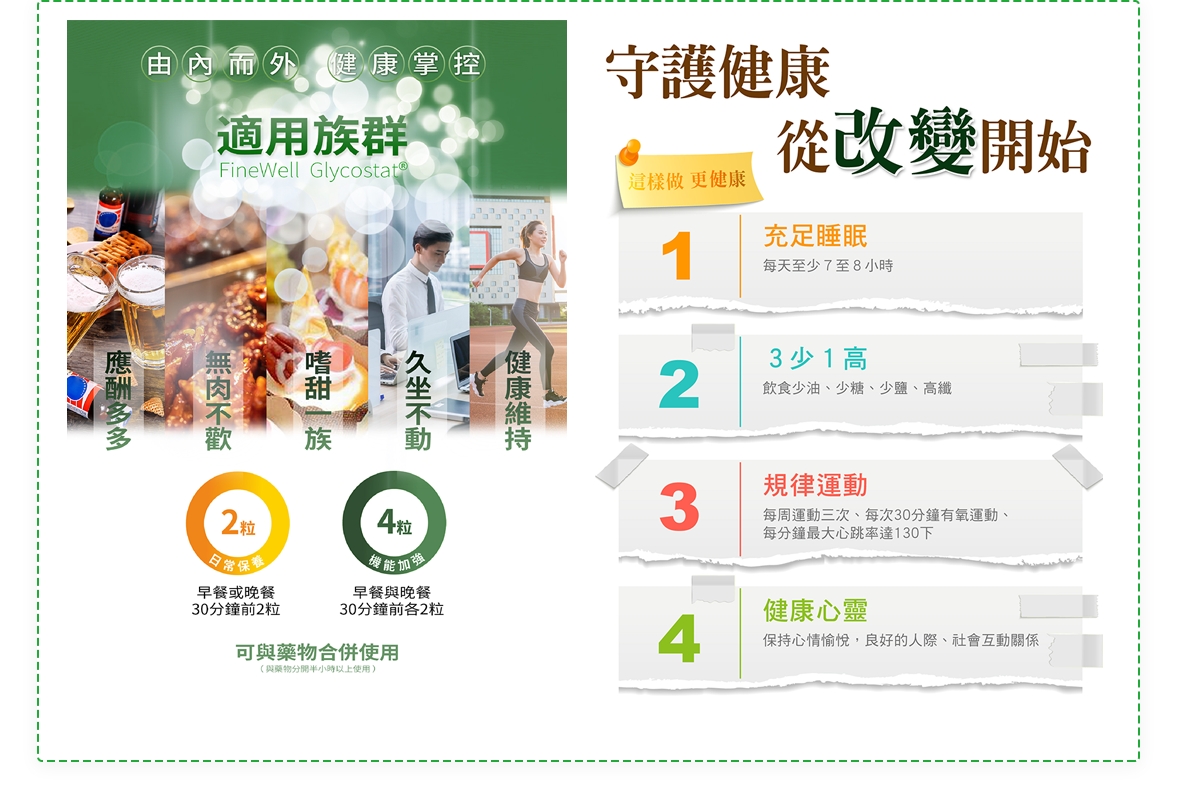 由內而外 健康掌控
適用族群
FineWell Glycostat®
應酬多多
無肉不歡
嗜甜一族
久坐不動
健康維持
2粒
日常保養
早餐或晚餐
30分鐘前2粒
4粒
機能加強
早餐與晚餐
30分鐘前各2粒
可與藥物合併使用
（與藥物分開半小時以上使用）
守護健康
從改變開始
這樣做 更健康
1
充足睡眠
每天至少7至8小時
2
3少1高
飲食少油、少糖、少鹽、高纖
3
規律運動
每周運動三次、每次30分鐘有氧運動、
每分鐘最大心跳率達130下
4
健康心靈
保持心情愉悅，良好的人際、社會互動關係